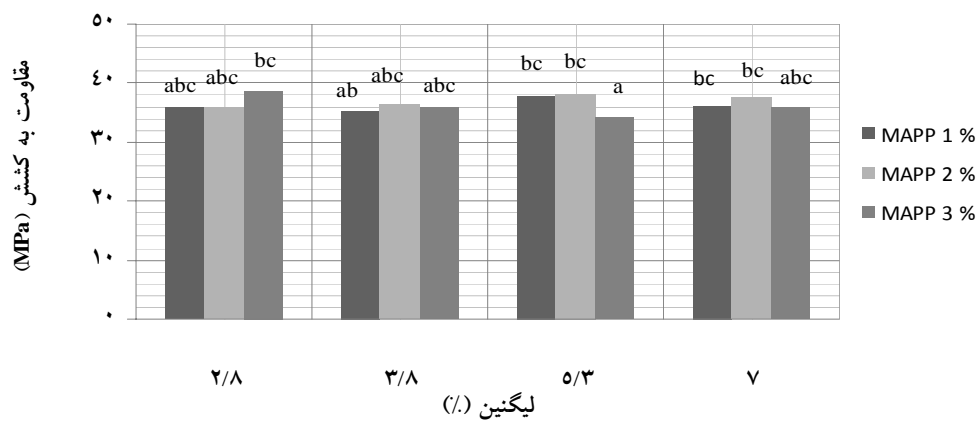 مقاومت به کشش (MPa)
۵۰
۴۰
۳۰
۲۰
۱۰
۰
abc abc bc
ab abc abc
bc bc a
bc bc abc
MAPP 1 %
MAPP 2 %
MAPP 3 %
۲/۸ ۳/۸ ۵/۳ ۷
لیگنین (٪)